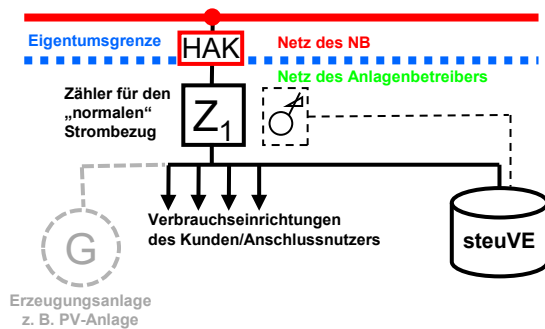 Eigentumsgrenze
HAK
Netz des NB
Netz des Anlagenbetreibers
Zähler für den
„normalen“
Strombezug
Z1
Verbrauchseinrichtungen
des Kunden/Anschlussnutzers
steuVE
G
Erzeugungsanlage
z. B. PV-Anlage